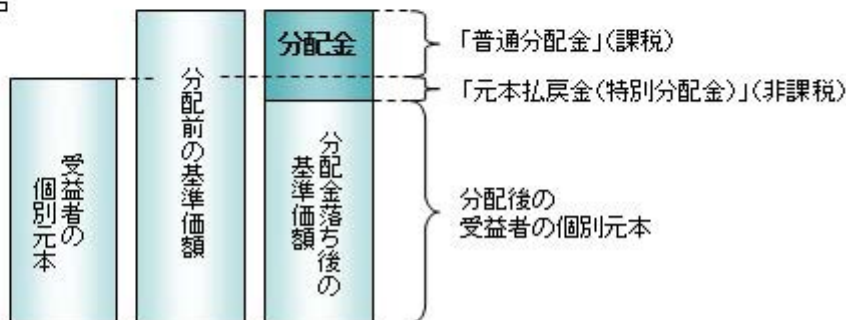 分配金
「普通分配金」(課税)
「元本払戻金(特別分配金)」(非課税)
受益者の
個別元本
分配前の基準価額
分配金落ち後の
基準価額
分配後の
受益者の個別元本